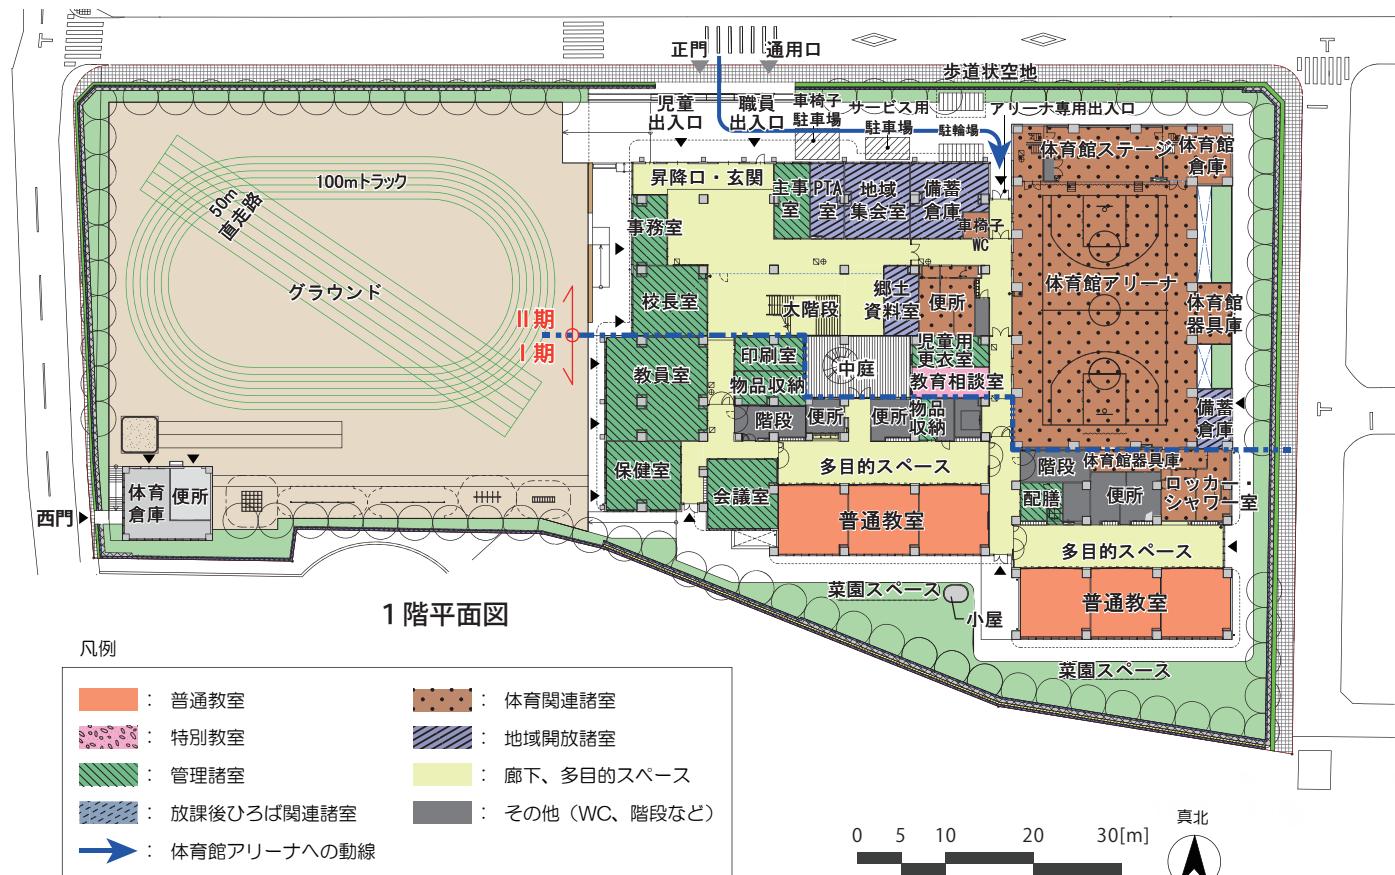 正門
通用口
歩道状空地
児童
出入口
職員
出入口
車椅子
駐車場
サービス用
駐車場
駐輪場
アリーナ専用出入口
体育館ステージ
体育館
倉庫
昇降口・玄関
主事
室
PTA
室
地域
集会室
備蓄
倉庫
車椅子
WC
100mトラック
50m
直走路
グラウンド
事務室
校長室
大階段
郷土
資料室
便所
体育館アリーナ
体育館
器具庫
Ⅱ期
Ⅰ期
教員室
印刷室
物品収納
中庭
児童用
更衣室
教育相談室
階段
便所
便所
物品
収納
備蓄
倉庫
保健室
会議室
多目的スペース
普通教室
階段
体育館器具庫
配膳
便所
ロッカー・
シャワー室
多目的スペース
普通教室
体育
倉庫
便所
西門
菜園スペース
小屋
菜園スペース
1階平面図
凡例
： 普通教室
： 特別教室
： 管理諸室
： 放課後ひろば関連諸室
： 体育館アリーナへの動線
： 体育関連諸室
： 地域開放諸室
： 廊下、多目的スペース
： その他（WC、階段など）
0 5 10 20 30[m]
真北